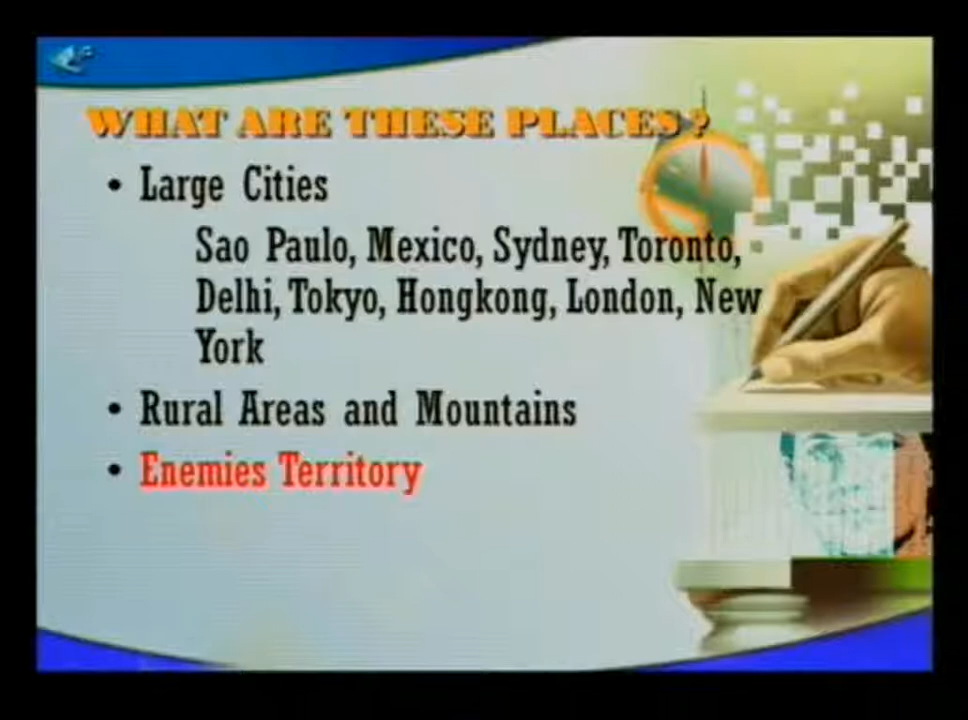 WHAT ARE THESE PLACES?
• Large Cities
Sao Paulo, Mexico, Sydney, Toronto,
Delhi, Tokyo, Hongkong, London, New
York
• Rural Areas and Mountains
• Enemies Territory